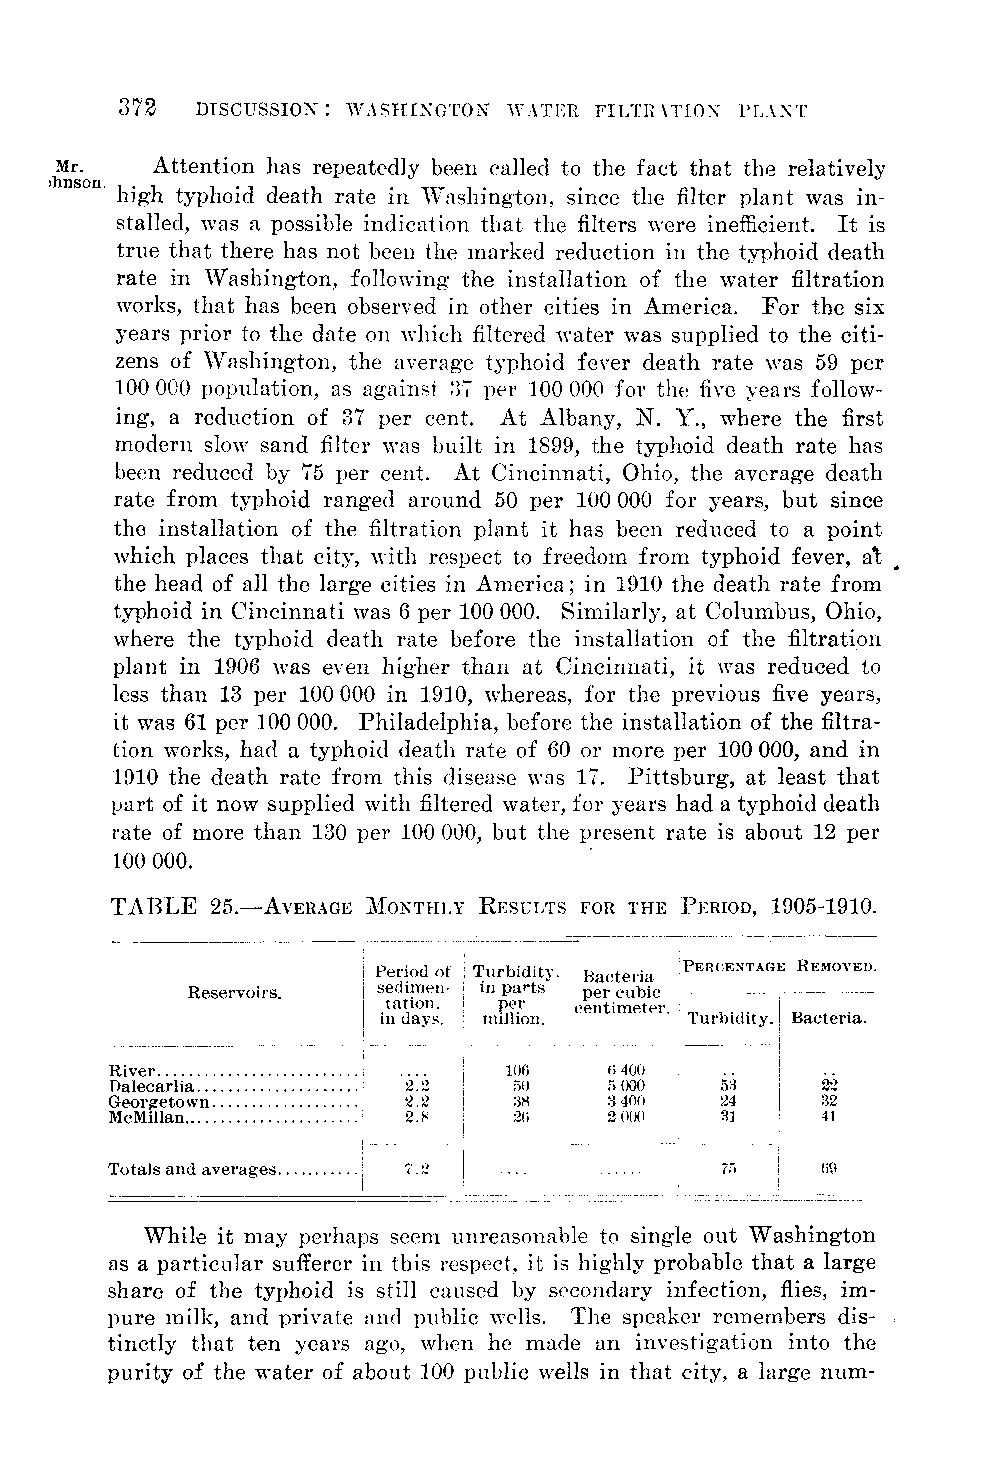 372 DISCUSSION: WASHINGTON WATER FILTRATION PLANT
Mr.
hnson.
Attention has repeatedly been called to the fact that the relatively
high typhoid death rate in Washington, since the filter plant was in-
stalled, was a possible indication that the filters were inefficient. It is
true that there has not been the marked reduction in the typhoid death
rate in Washington, following the installation of the water filtration
works, that has been observed in other cities in America. For the six
years prior to the date on which filtered water was supplied to the citi-
zens of Washington, the average typhoid fever death rate was 59 per
100 000 population, as against 37 per 100 000 for the five years follow-
ing, a reduction of 37 per cent. At Albany, N. Y., where the first
modern slow sand filter was built in 1899, the typhoid death rate has
been reduced by 75 per cent. At Cincinnati, Ohio, the average death
rate from typhoid ranged around 50 per 100 000 for years, but since
the installation of the filtration plant it has been reduced to a point
which places that city, with respect to freedom from typhoid fever, at
the head of all the large cities in America; in 1910 the death rate from
typhoid in Cincinnati was 6 per 100 000. Similarly, at Columbus, Ohio,
where the typhoid death rate before the installation of the filtration
plant in 1906 was even higher than at Cincinnati, it was reduced to
less than 13 per 100 000 in 1910, whereas, for the previous five years,
it was 61 per 100 000. Philadelphia, before the installation of the filtra-
tion works, had a typhoid death rate of 60 or more per 100 000, and in
1910 the death rate from this disease was 17. Pittsburg, at least that
part of it now supplied with filtered water, for years had a typhoid death
rate of more than 130 per 100 000, but the present rate is about 12 per
100 000.
TABLE 25.—AVERAGE MONTHLY RESULTS FOR THE PERIOD, 1905-1910.
Reservoirs. Period of sedimen-tation. in days. Turbidity. in parts per million. Bacteria per cubic centimeter. PERCENTAGE REMOVED.
Turbidity. Bacteria.
River.......................... .... 106 6 400 .. ..
Dalecarlia..................... 2.2 50 5 000 53 22
Georgetown................... 2.2 38 3 400 24 32
McMillan...................... 2.8 26 2 000 31 41
Totals and averages........... 7.2 .... ...... 75 69
While it may perhaps seem unreasonable to single out Washington
as a particular sufferer in this respect, it is highly probable that a large
share of the typhoid is still caused by secondary infection, flies, im-
pure milk, and private and public wells. The speaker remembers dis-
tinctly that ten years ago, when he made an investigation into the
purity of the water of about 100 public wells in that city, a large num-